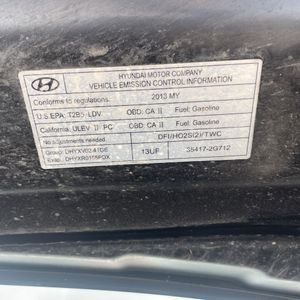 HYUNDAI MOTOR COMPANY
VEHICLE EMISSION CONTROL INFORMATION
Conforms to regulations: 2013 MY
U.S.EPA: T2B5 LDV OBD: CA II Fuel: Gasoline
California: ULEV II PC OBD: CA II Fuel: Gasoline
No adjustments needed. DFI/HO2S(2)/TWC
Group:
Evap: 13UF 35417-2G712